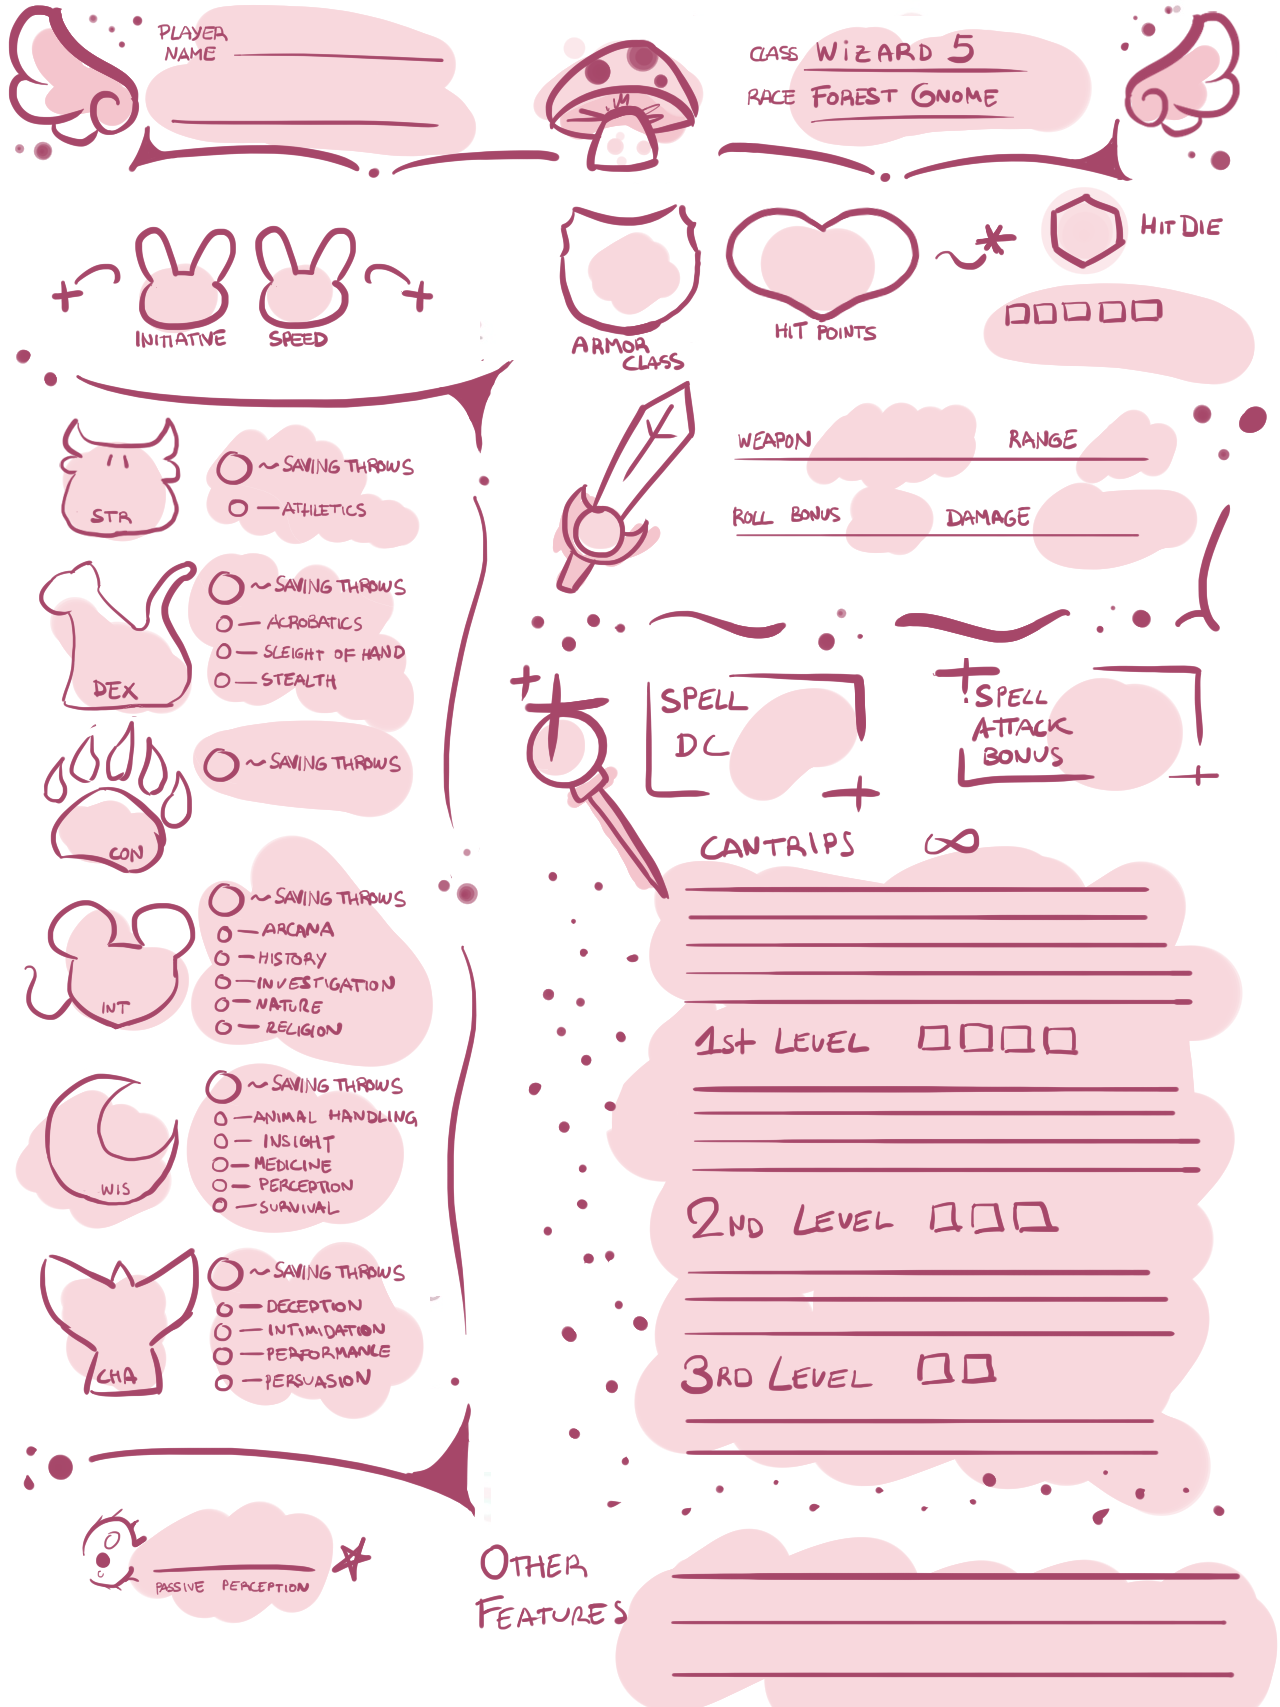 PLAYER
NAME
CLASS WIZARD 5
RACE FOREST GNOME
INITIATIVE
SPEED
ARMOR
CLASS
HIT POINTS
HIT DIE
STR
SAVING THROWS
ATHLETICS
DEX
SAVING THROWS
ACROBATICS
SLEIGHT OF HAND
STEALTH
CON
SAVING THROWS
INT
SAVING THROWS
ARCANA
HISTORY
INVESTIGATION
NATURE
RELIGION
WIS
SAVING THROWS
ANIMAL HANDLING
INSIGHT
MEDICINE
PERCEPTION
SURVIVAL
CHA
SAVING THROWS
DECEPTION
INTIMIDATION
PERFORMANCE
PERSUASION
PASSIVE PERCEPTION
WEAPON RANGE
ROLL BONUS DAMAGE
SPELL
DC
SPELL
ATTACK
BONUS
CANTRIPS ∞
1st LEVEL
2ND LEVEL
3RD LEVEL
OTHER
FEATURES